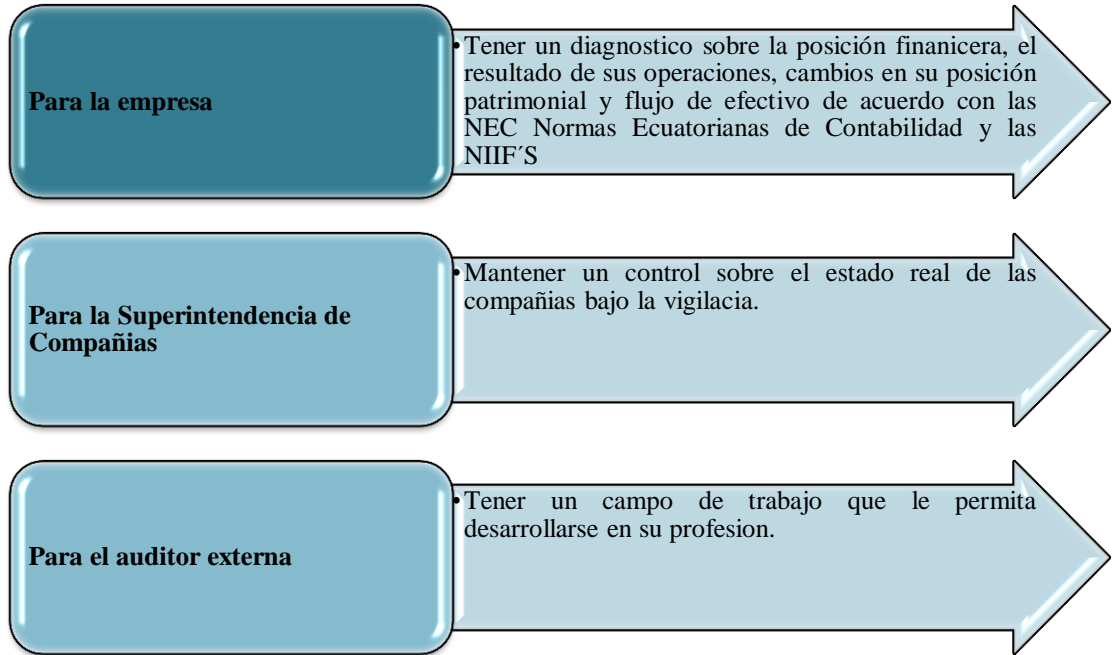 Para la empresa
•Tener un diagnostico sobre la posición finanicera, el
resultado de sus operaciones, cambios en su posición
patrimonial y flujo de efectivo de acuerdo con las
NEC Normas Ecuatorianas de Contabilidad y las
NIIF´S
Para la Superintendencia de
Compañias
•Mantener un control sobre el estado real de las
compañias bajo la vigilacia.
Para el auditor externa
•Tener un campo de trabajo que le permita
desarrollarse en su profesion.